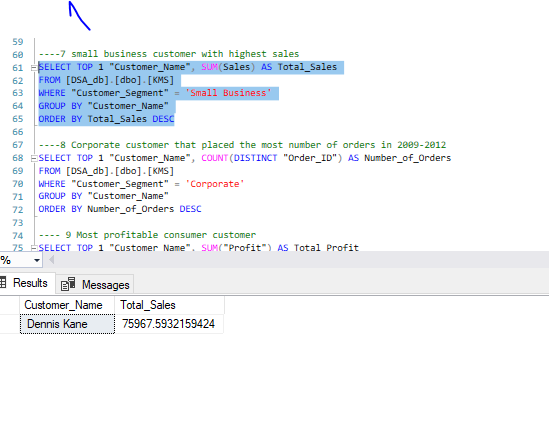 59
60 ----7 small business customer with highest sales
61 SELECT TOP 1 "Customer_Name", SUM(Sales) AS Total_Sales
62 FROM [DSA_db].[dbo].[KMS]
63 WHERE "Customer_Segment" = 'Small Business'
64 GROUP BY "Customer_Name"
65 ORDER BY Total_Sales DESC
66
67 ----8 Corporate customer that placed the most number of orders in 2009-2012
68 SELECT TOP 1 "Customer_Name", COUNT(DISTINCT "Order_ID") AS Number_of_Orders
69 FROM [DSA_db].[dbo].[KMS]
70 WHERE "Customer_Segment" = 'Corporate'
71 GROUP BY "Customer_Name"
72 ORDER BY Number_of_Orders DESC
73
74 ---- 9 Most profitable consumer customer
75 SELECT TOP 1 "Customer_Name", SUM("Profit") AS Total_Profit
%
Results Messages
Customer_Name Total_Sales
Dennis Kane 75967.5932159424